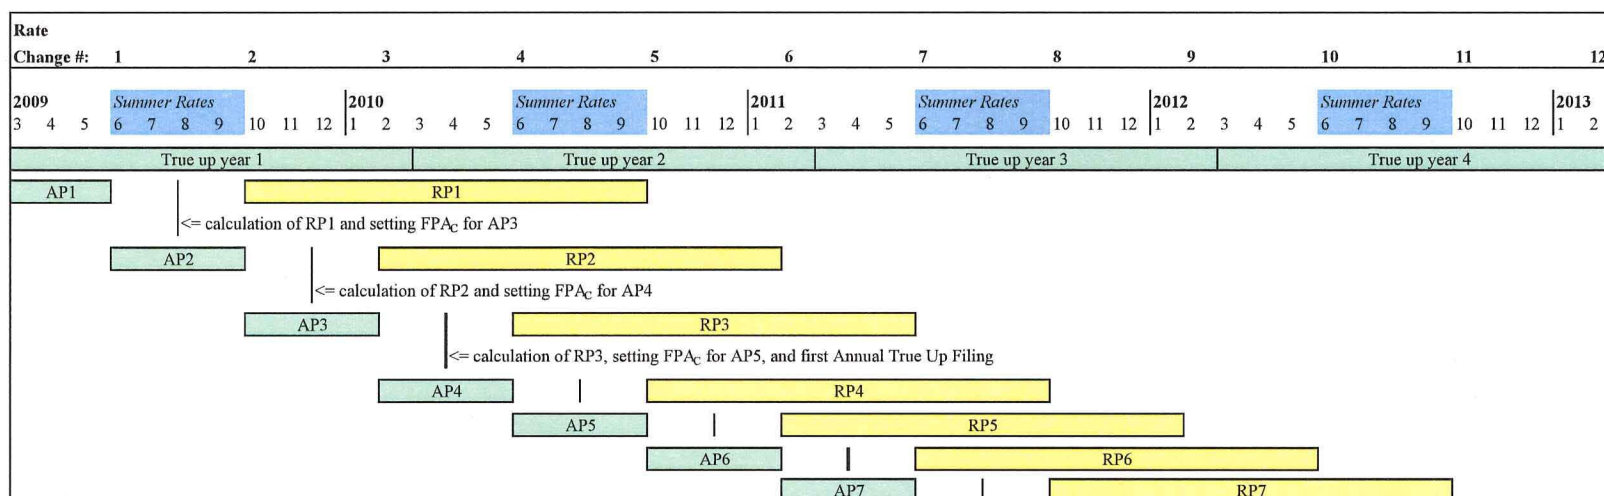 Rate
Change #: 1 2 3 4 5 6 7 8 9 10 11 12
2009 Summer Rates 2010 Summer Rates 2011 Summer Rates 2012 Summer Rates 2013
3 4 5 6 7 8 9 10 11 12 1 2 3 4 5 6 7 8 9 10 11 12 1 2 3 4 5 6 7 8 9 10 11 12 1 2 3 4 5 6 7 8 9 10 11 12 1 2
True up year 1 True up year 2 True up year 3 True up year 4
AP1 RP1
<= calculation of RP1 and setting FPAC for AP3
AP2 RP2
<= calculation of RP2 and setting FPAC for AP4
AP3 RP3
<= calculation of RP3, setting FPAC for AP5, and first Annual True Up Filing
AP4 RP4
AP5 RP5
AP6 RP6
AP7 RP7